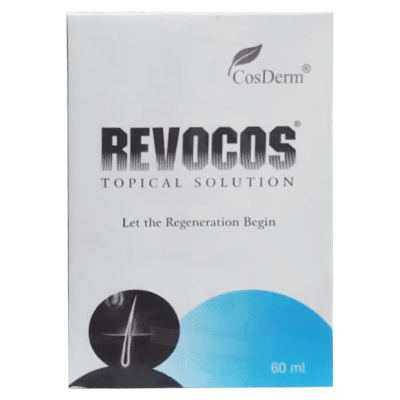 CosDerm®
REVOCOS®
TOPICAL SOLUTION
Let the Regeneration Begin
60 ml